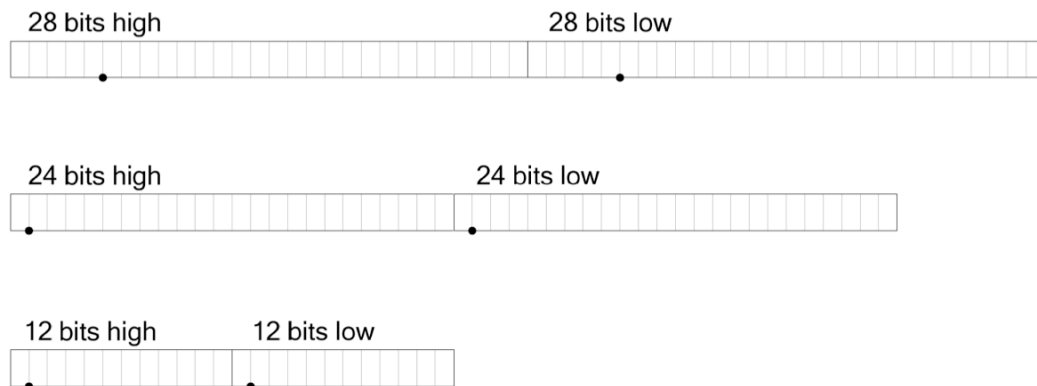 28 bits high 28 bits low
24 bits high 24 bits low
12 bits high 12 bits low